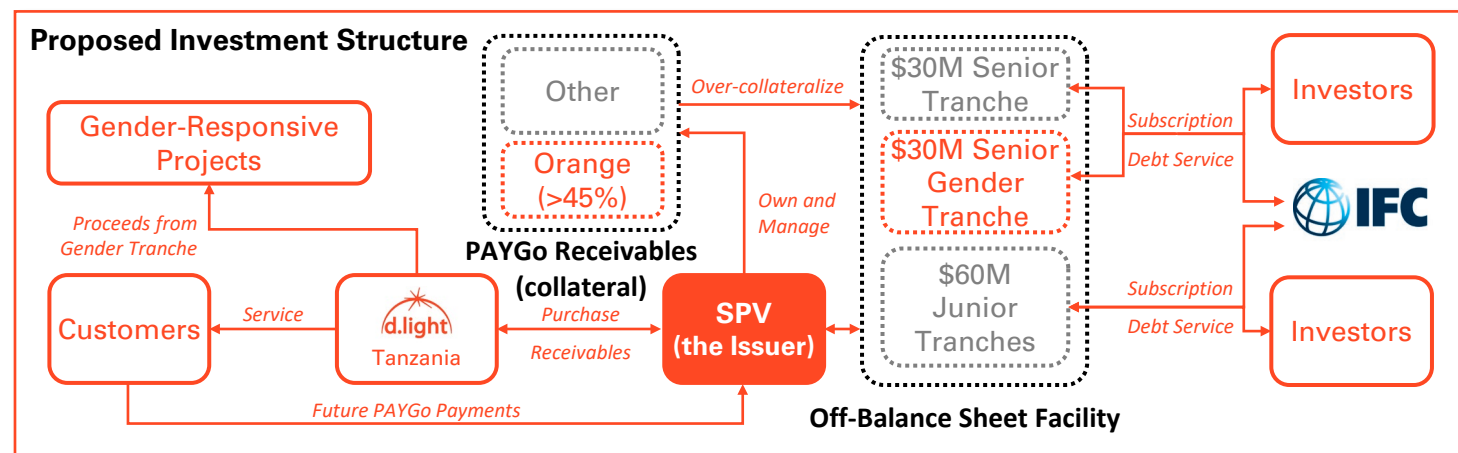 Proposed Investment Structure
Gender-Responsive
Projects
Proceeds from
Gender Tranche
Customers
Service
d.light
Tanzania
Future PAYGo Payments
Other
Orange
(>45%)
PAYGo Receivables
(collateral)
Over-collateralize
Own and
Manage
Purchase
Receivables
SPV
(the Issuer)
$30M Senior
Tranche
$30M Senior
Gender
Tranche
$60M
Junior
Tranches
Off-Balance Sheet Facility
Subscription
Debt Service
Subscription
Debt Service
Investors
IFC
Investors